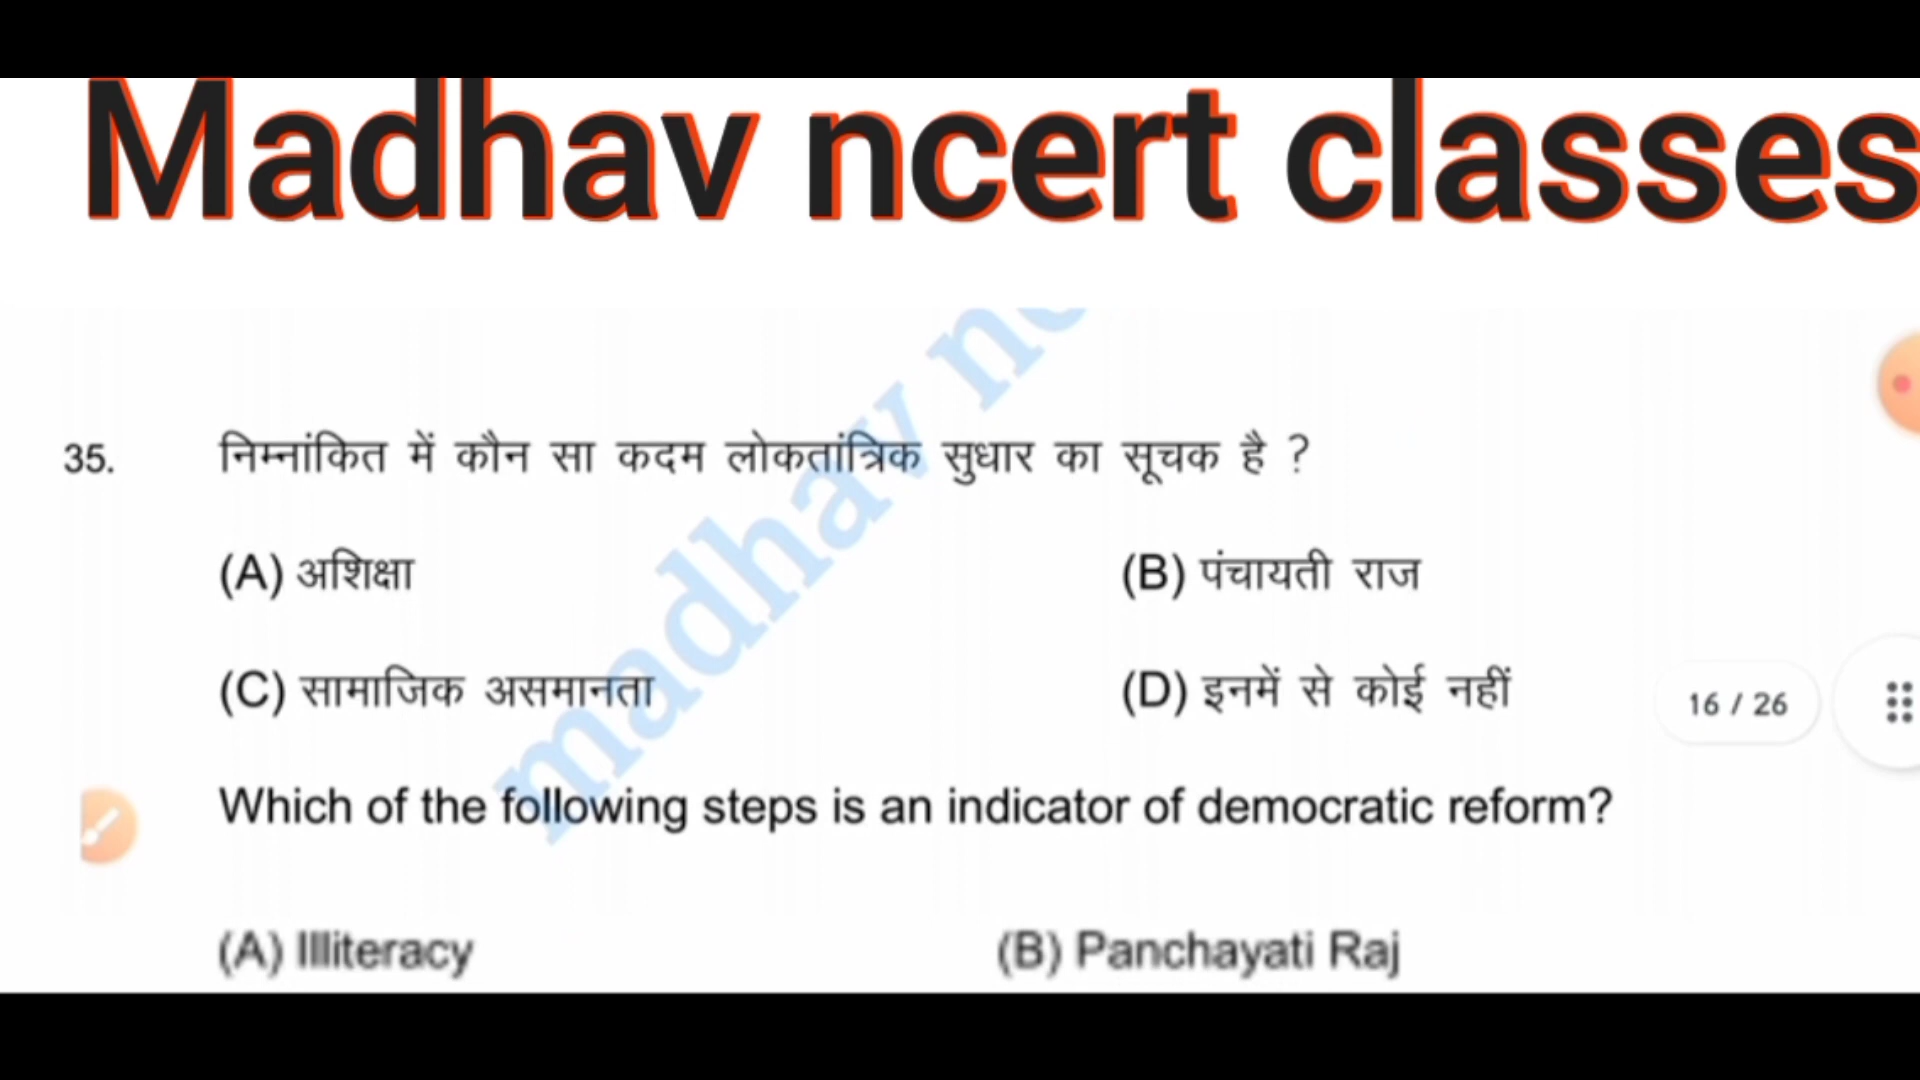 Madhav ncert classes
35. निम्नांकित में कौन सा कदम लोकतांत्रिक सुधार का सूचक है ?
(A) अशिक्षा (B) पंचायती राज
(C) सामाजिक असमानता (D) इनमें से कोई नहीं
16 / 26
Which of the following steps is an indicator of democratic reform?
(A) Illiteracy (B) Panchayati Raj
madhav